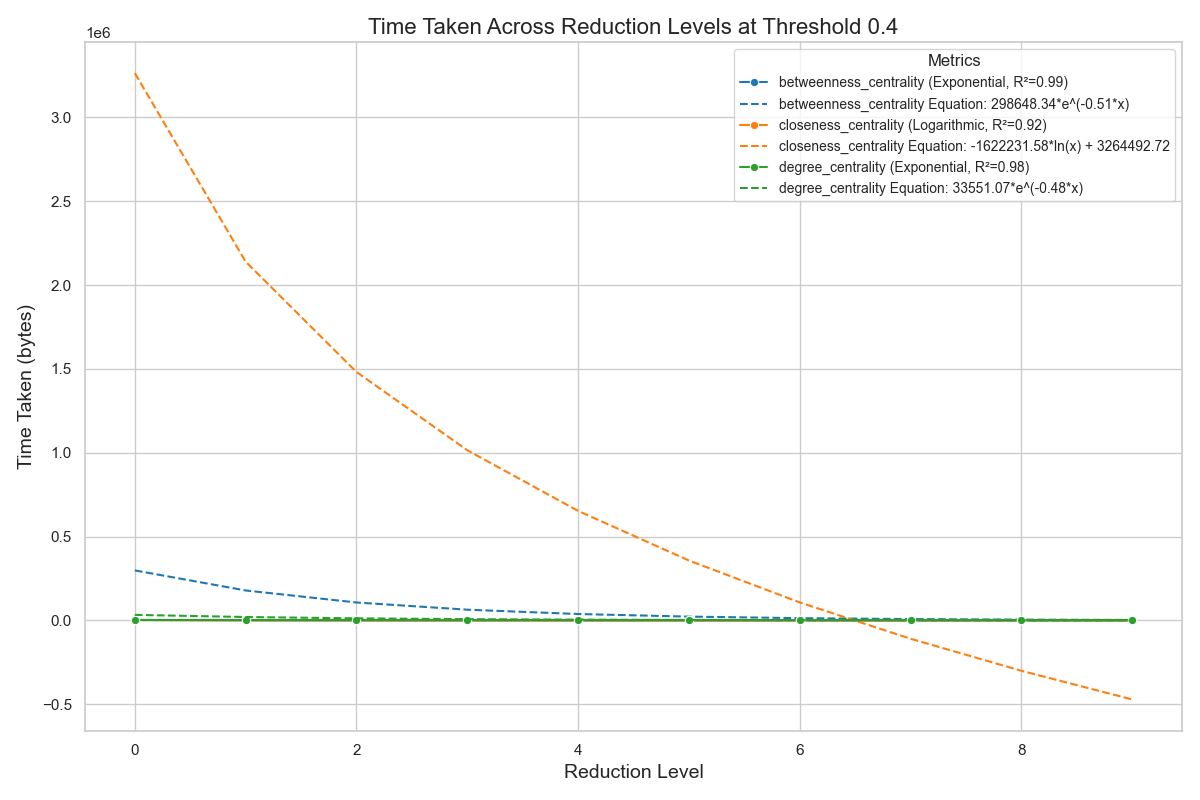 Time Taken Across Reduction Levels at Threshold 0.4
1e6
Metrics
betweenness_centrality (Exponential, R²=0.99)
betweenness_centrality Equation: 298648.34*e^(-0.51*x)
closeness_centrality (Logarithmic, R²=0.92)
closeness_centrality Equation: -1622231.58*ln(x) + 3264492.72
degree_centrality (Exponential, R²=0.98)
degree_centrality Equation: 33551.07*e^(-0.48*x)
Time Taken (bytes)
3.0
2.5
2.0
1.5
1.0
0.5
0.0
−0.5
0 2 4 6 8
Reduction Level